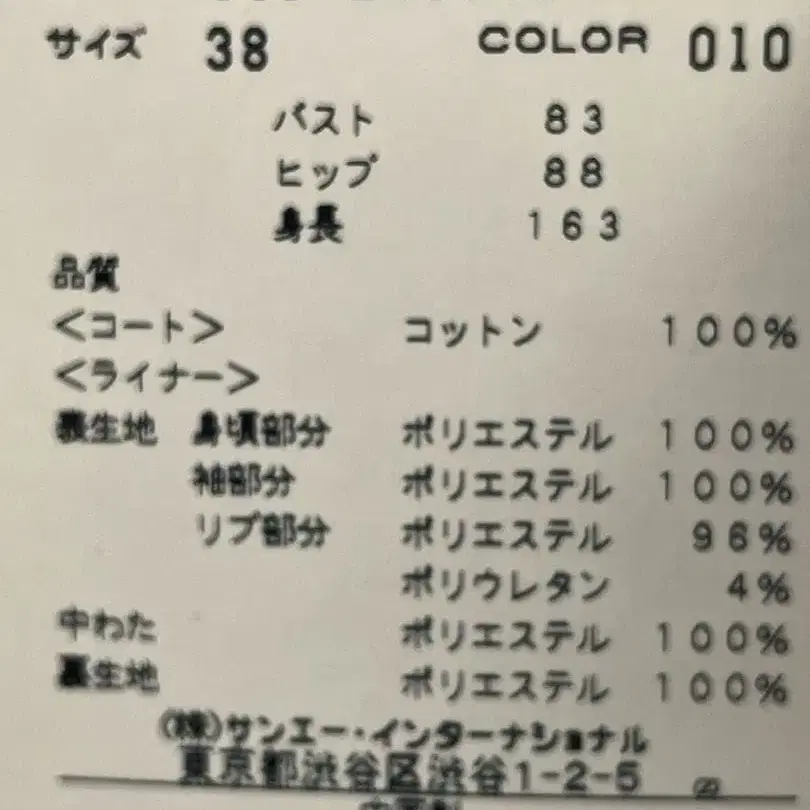 サイズ 38 COLOR 010
バスト 83
ヒップ 88
身長 163
品質
<コート> コットン 100%
<ライナー>
表生地 身頃部分 ポリエステル 100%
袖部分 ポリエステル 100%
リブ部分 ポリエステル 96%
ポリウレタン 4%
中わた ポリエステル 100%
裏生地 ポリエステル 100%
(株)サンエー・インターナショナル
東京都渋谷区渋谷1-2-5